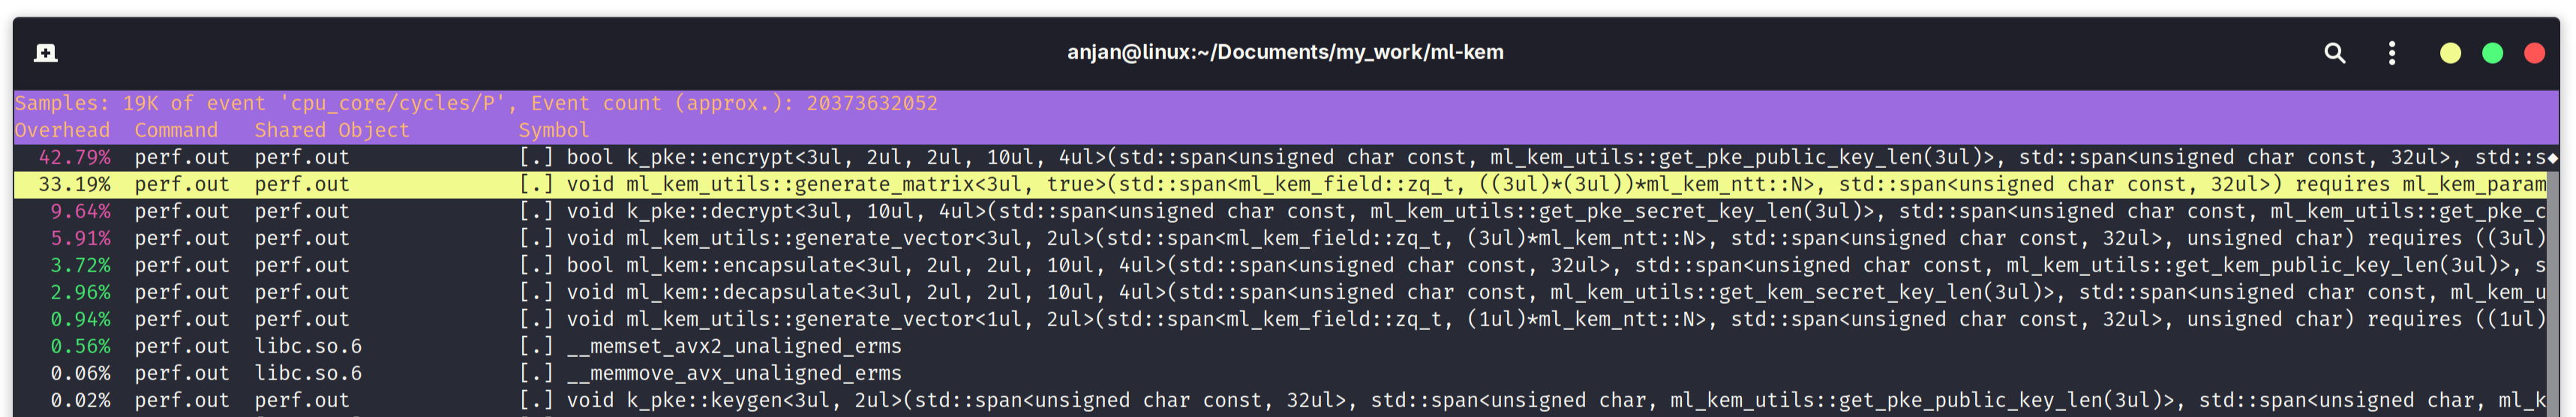 anjan@linux:~/Documents/my_work/ml-kem
Samples: 19K of event 'cpu_core/cycles/P', Event count (approx.): 20373632052
Overhead  Command   Shared Object         Symbol
42.79%  perf.out  perf.out              [.] bool k_pke::encrypt<3ul, 2ul, 2ul, 10ul, 4ul>(std::span<unsigned char const, ml_kem_utils::get_pke_public_key_len(3ul)>, std::span<unsigned char const, 32ul>, std::s◆
33.19%  perf.out  perf.out              [.] void ml_kem_utils::generate_matrix<3ul, true>(std::span<ml_kem_field::zq_t, ((3ul)*(3ul))*ml_kem_ntt::N>, std::span<unsigned char const, 32ul>) requires ml_kem_param
9.64%  perf.out  perf.out              [.] void k_pke::decrypt<3ul, 10ul, 4ul>(std::span<unsigned char const, ml_kem_utils::get_pke_secret_key_len(3ul)>, std::span<unsigned char const, ml_kem_utils::get_pke_c
5.91%  perf.out  perf.out              [.] void ml_kem_utils::generate_vector<3ul, 2ul>(std::span<ml_kem_field::zq_t, (3ul)*ml_kem_ntt::N>, std::span<unsigned char const, 32ul>, unsigned char) requires ((3ul)
3.72%  perf.out  perf.out              [.] bool ml_kem::encapsulate<3ul, 2ul, 2ul, 10ul, 4ul>(std::span<unsigned char const, 32ul>, std::span<unsigned char const, ml_kem_utils::get_kem_public_key_len(3ul)>, s
2.96%  perf.out  perf.out              [.] void ml_kem::decapsulate<3ul, 2ul, 2ul, 10ul, 4ul>(std::span<unsigned char const, ml_kem_utils::get_kem_secret_key_len(3ul)>, std::span<unsigned char const, ml_kem_u
0.94%  perf.out  perf.out              [.] void ml_kem_utils::generate_vector<1ul, 2ul>(std::span<ml_kem_field::zq_t, (1ul)*ml_kem_ntt::N>, std::span<unsigned char const, 32ul>, unsigned char) requires ((1ul)
0.56%  perf.out  libc.so.6             [.] __memset_avx2_unaligned_erms
0.06%  perf.out  libc.so.6             [.] __memmove_avx_unaligned_erms
0.02%  perf.out  perf.out              [.] void k_pke::keygen<3ul, 2ul>(std::span<unsigned char const, 32ul>, std::span<unsigned char, ml_kem_utils::get_pke_public_key_len(3ul)>, std::span<unsigned char, ml_k